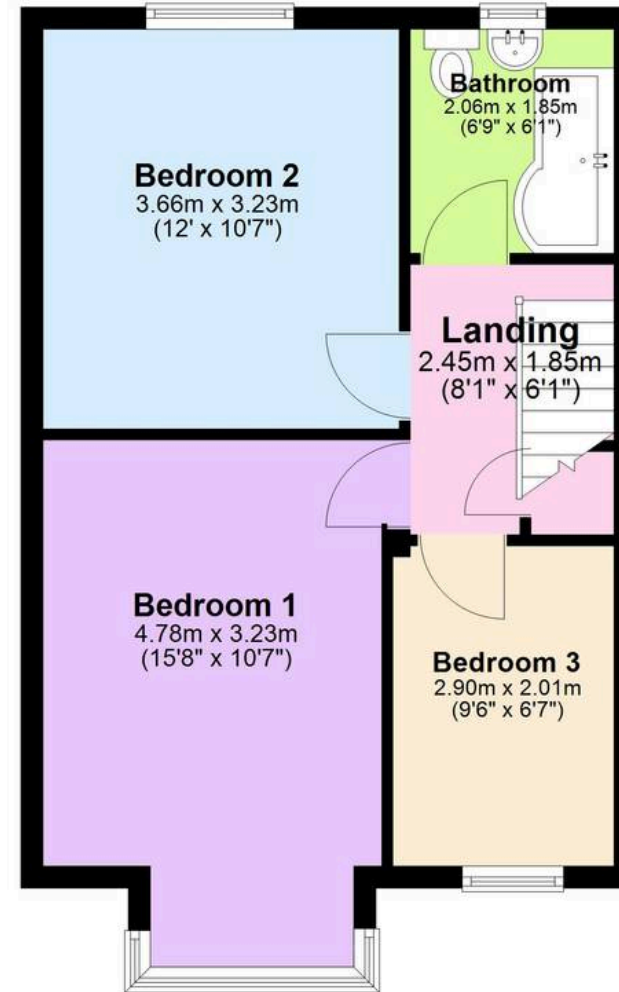 Bedroom 2
3.66m x 3.23m
(12' x 10'7")
Bathroom
2.06m x 1.85m
(6'9" x 6'1")
Landing
2.45m x 1.85m
(8'1" x 6'1")
Bedroom 1
4.78m x 3.23m
(15'8" x 10'7")
Bedroom 3
2.90m x 2.01m
(9'6" x 6'7")